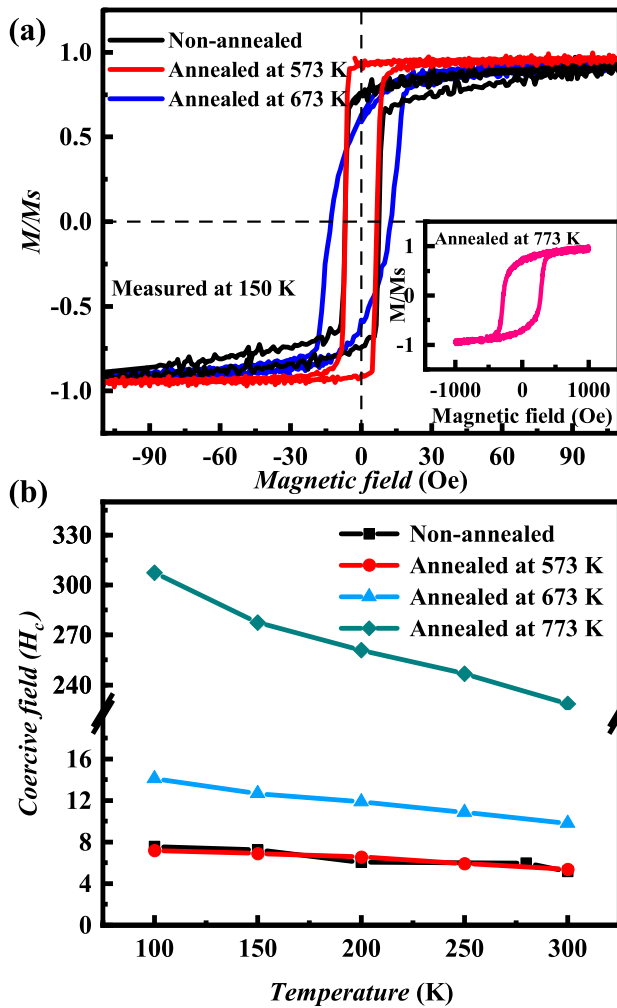 (a)
Non-annealed
Annealed at 573 K
Annealed at 673 K
1.0
0.5
0.0
-0.5
-1.0
M/Ms
Measured at 150 K
Annealed at 773 K
1
0
-1
M/Ms
-1000 0 1000
Magnetic field (Oe)
-90 -60 -30 0 30 60 90
Magnetic field (Oe)
(b)
Non-annealed
Annealed at 573 K
Annealed at 673 K
Annealed at 773 K
330
300
270
240
16
12
8
4
0
Coercive field (Hc)
100 150 200 250 300
Temperature (K)